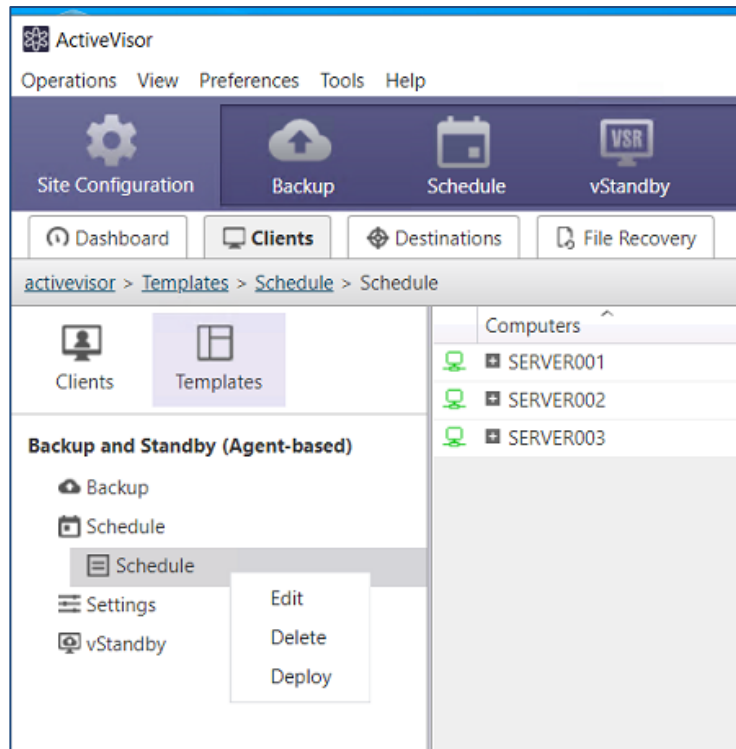 ActiveVisor
Operations View Preferences Tools Help
Site Configuration Backup Schedule VSR vStandby
Dashboard Clients Destinations File Recovery
activevisor > Templates > Schedule > Schedule
Clients Templates
Computers
SERVER001
SERVER002
SERVER003
Backup and Standby (Agent-based)
Backup
Schedule
Schedule
Settings
vStandby
Edit
Delete
Deploy